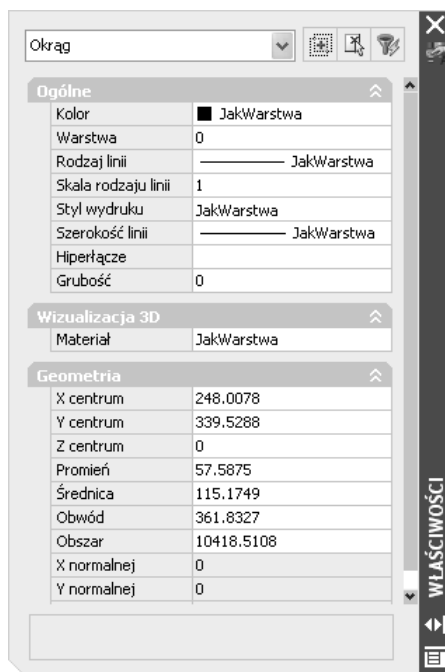 Okrąg
Ogólne
Kolor JakWarstwa
Warstwa 0
Rodzaj linii JakWarstwa
Skala rodzaju linii 1
Styl wydruku JakWarstwa
Szerokość linii JakWarstwa
Hiperłącze
Grubość 0
Wizualizacja 3D
Materiał JakWarstwa
Geometria
X centrum 248.0078
Y centrum 339.5288
Z centrum 0
Promień 57.5875
Średnica 115.1749
Obwód 361.8327
Obszar 10418.5108
X normalnej 0
Y normalnej 0
WŁAŚCIWOŚCI